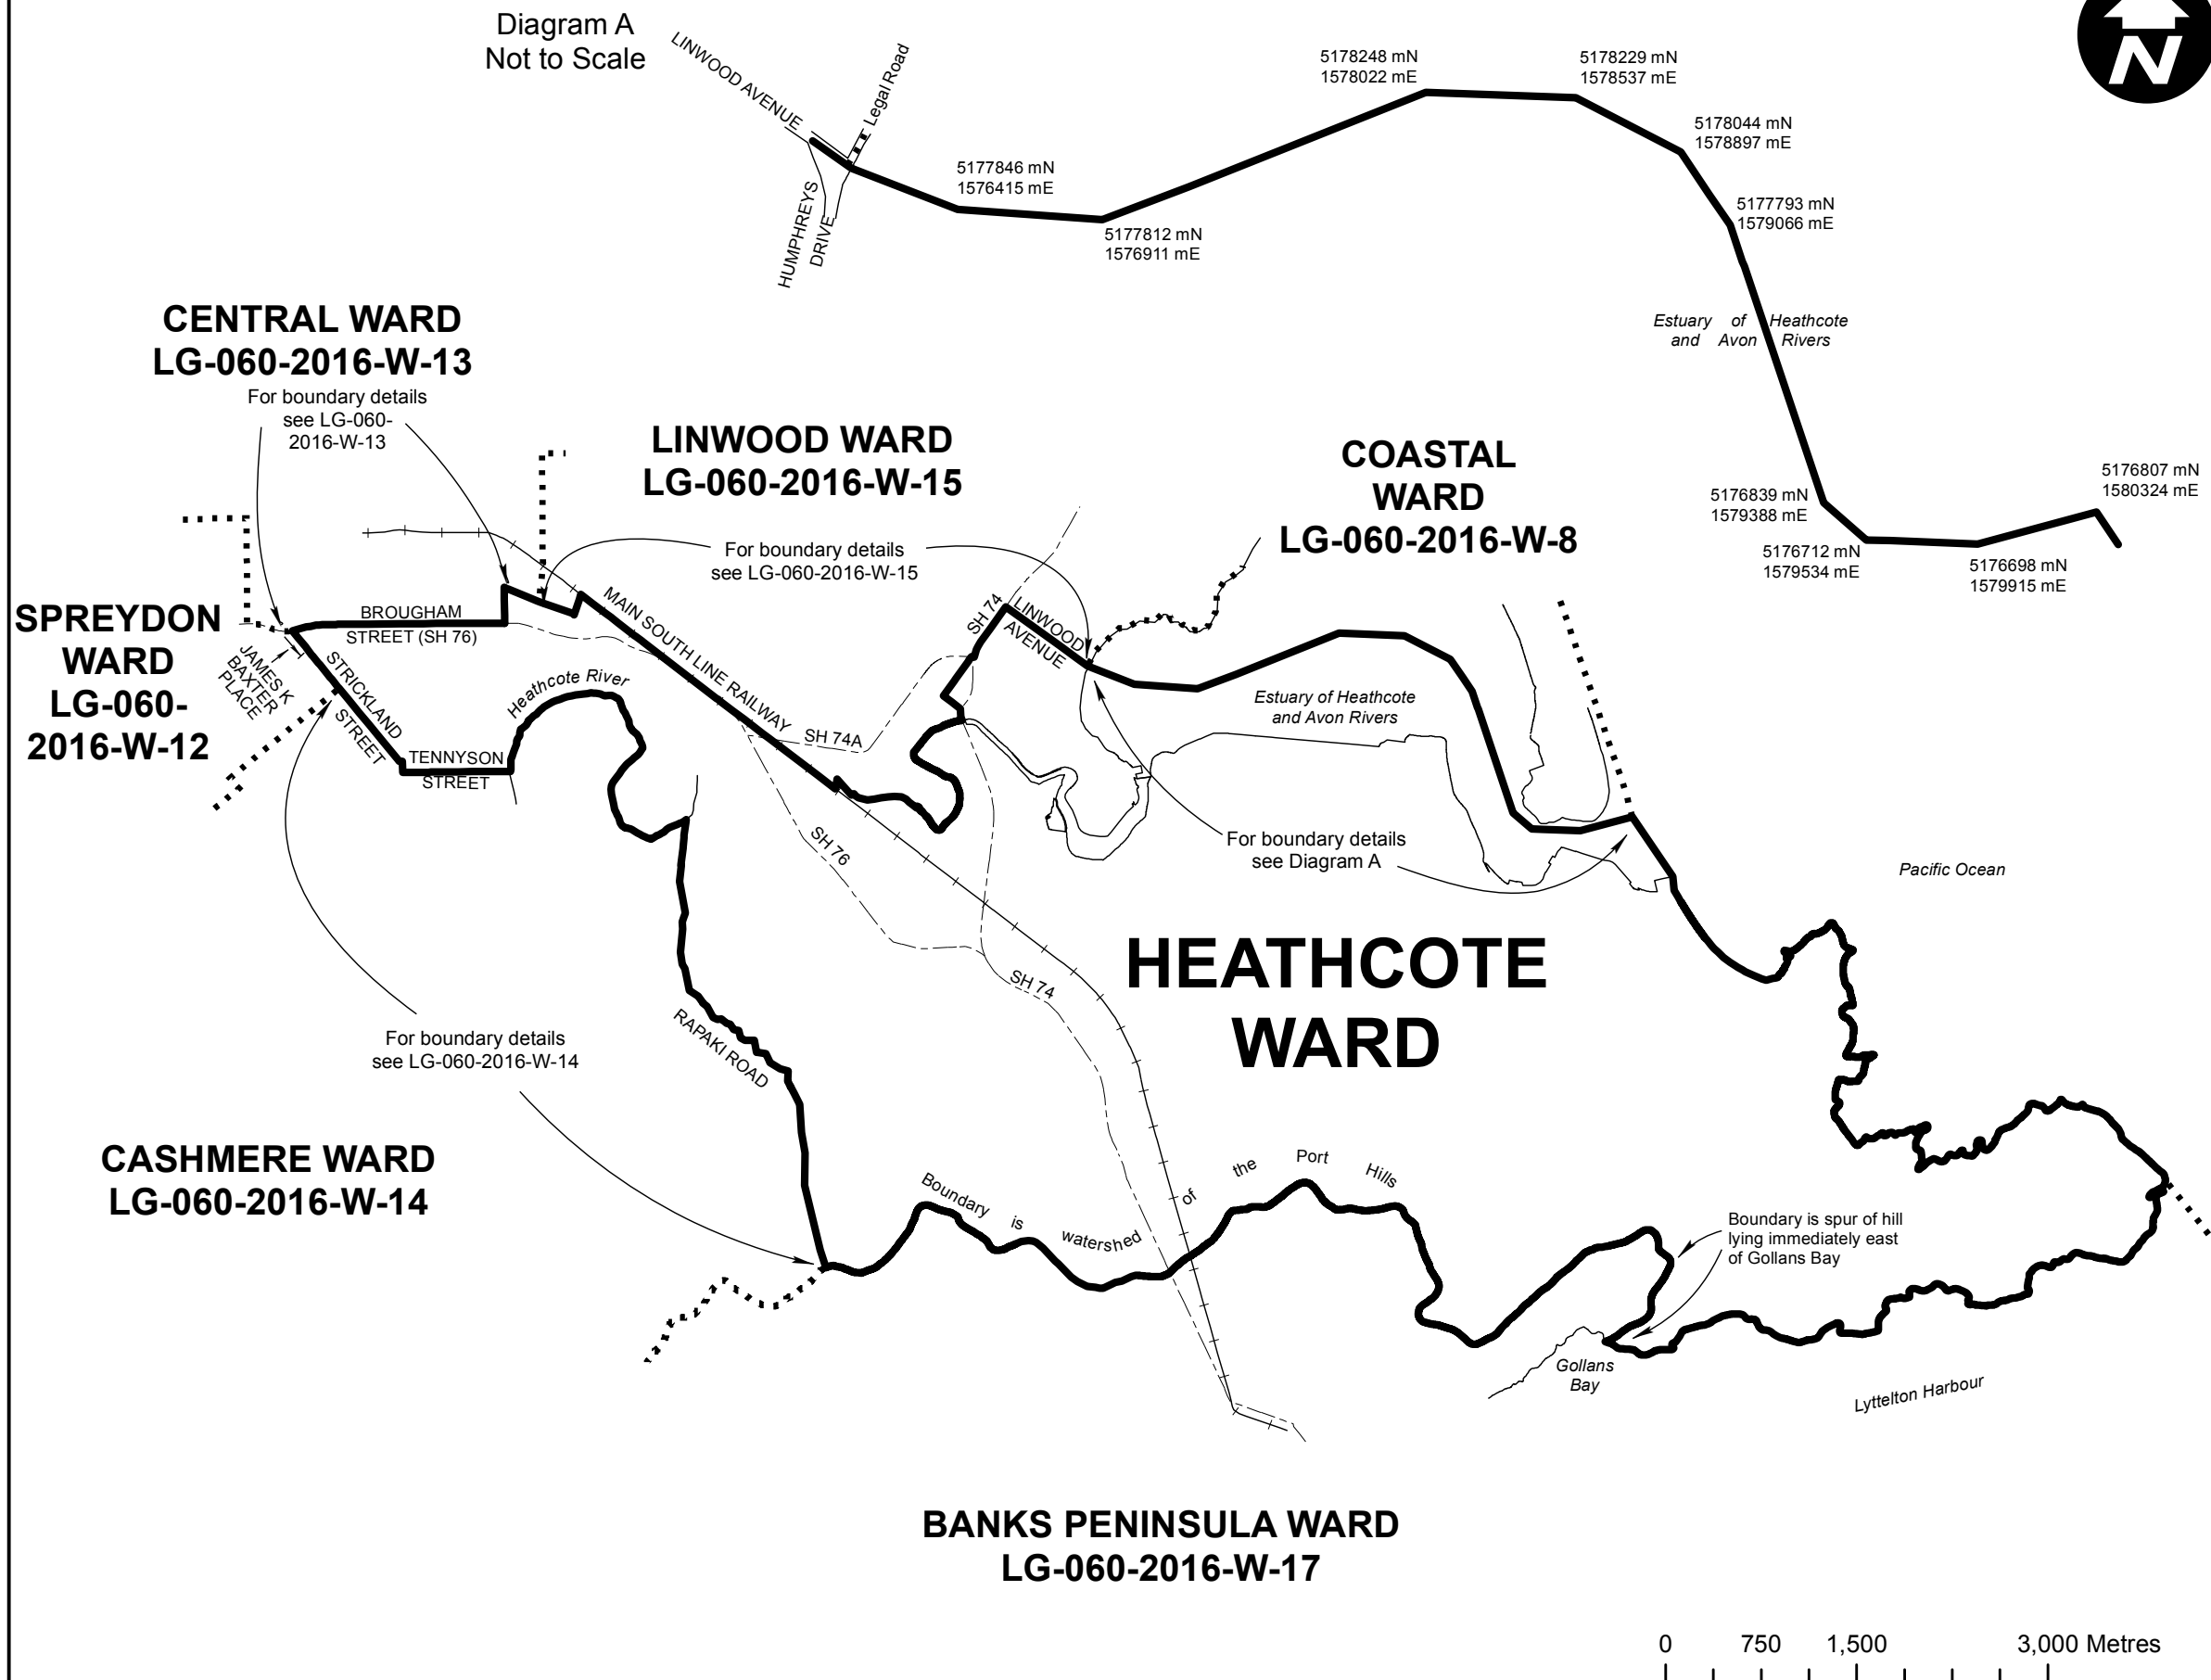 Diagram A
Not to Scale
N
LINWOOD AVENUE
Legal Road
HUMPHREYS
DRIVE
5177846 mN
1576415 mE
5177812 mN
1576911 mE
5178248 mN
1578022 mE
5178229 mN
1578537 mE
5178044 mN
1578897 mE
5177793 mN
1579066 mE
Estuary of Heathcote
and Avon Rivers
5176839 mN
1579388 mE
5176712 mN
1579534 mE
5176698 mN
1579915 mE
5176807 mN
1580324 mE
CENTRAL WARD
LG-060-2016-W-13
For boundary details
see LG-060-
2016-W-13
LINWOOD WARD
LG-060-2016-W-15
For boundary details
see LG-060-2016-W-15
COASTAL
WARD
LG-060-2016-W-8
SPREYDON
WARD
LG-060-
2016-W-12
BROUGHAM
STREET (SH 76)
JAMES K
BAXTER
PLACE
STRICKLAND
STREET
TENNYSON
STREET
Heathcote River
MAIN SOUTH LINE RAILWAY
SH 74A
SH 74
LINWOOD
AVENUE
Estuary of Heathcote
and Avon Rivers
SH 76
For boundary details
see Diagram A
Pacific Ocean
HEATHCOTE
WARD
SH 74
RAPAKI ROAD
For boundary details
see LG-060-2016-W-14
CASHMERE WARD
LG-060-2016-W-14
Boundary is watershed of the Port Hills
Boundary is spur of hill
lying immediately east
of Gollans Bay
Gollans
Bay
Lyttelton Harbour
BANKS PENINSULA WARD
LG-060-2016-W-17
0 750 1,500 3,000 Metres